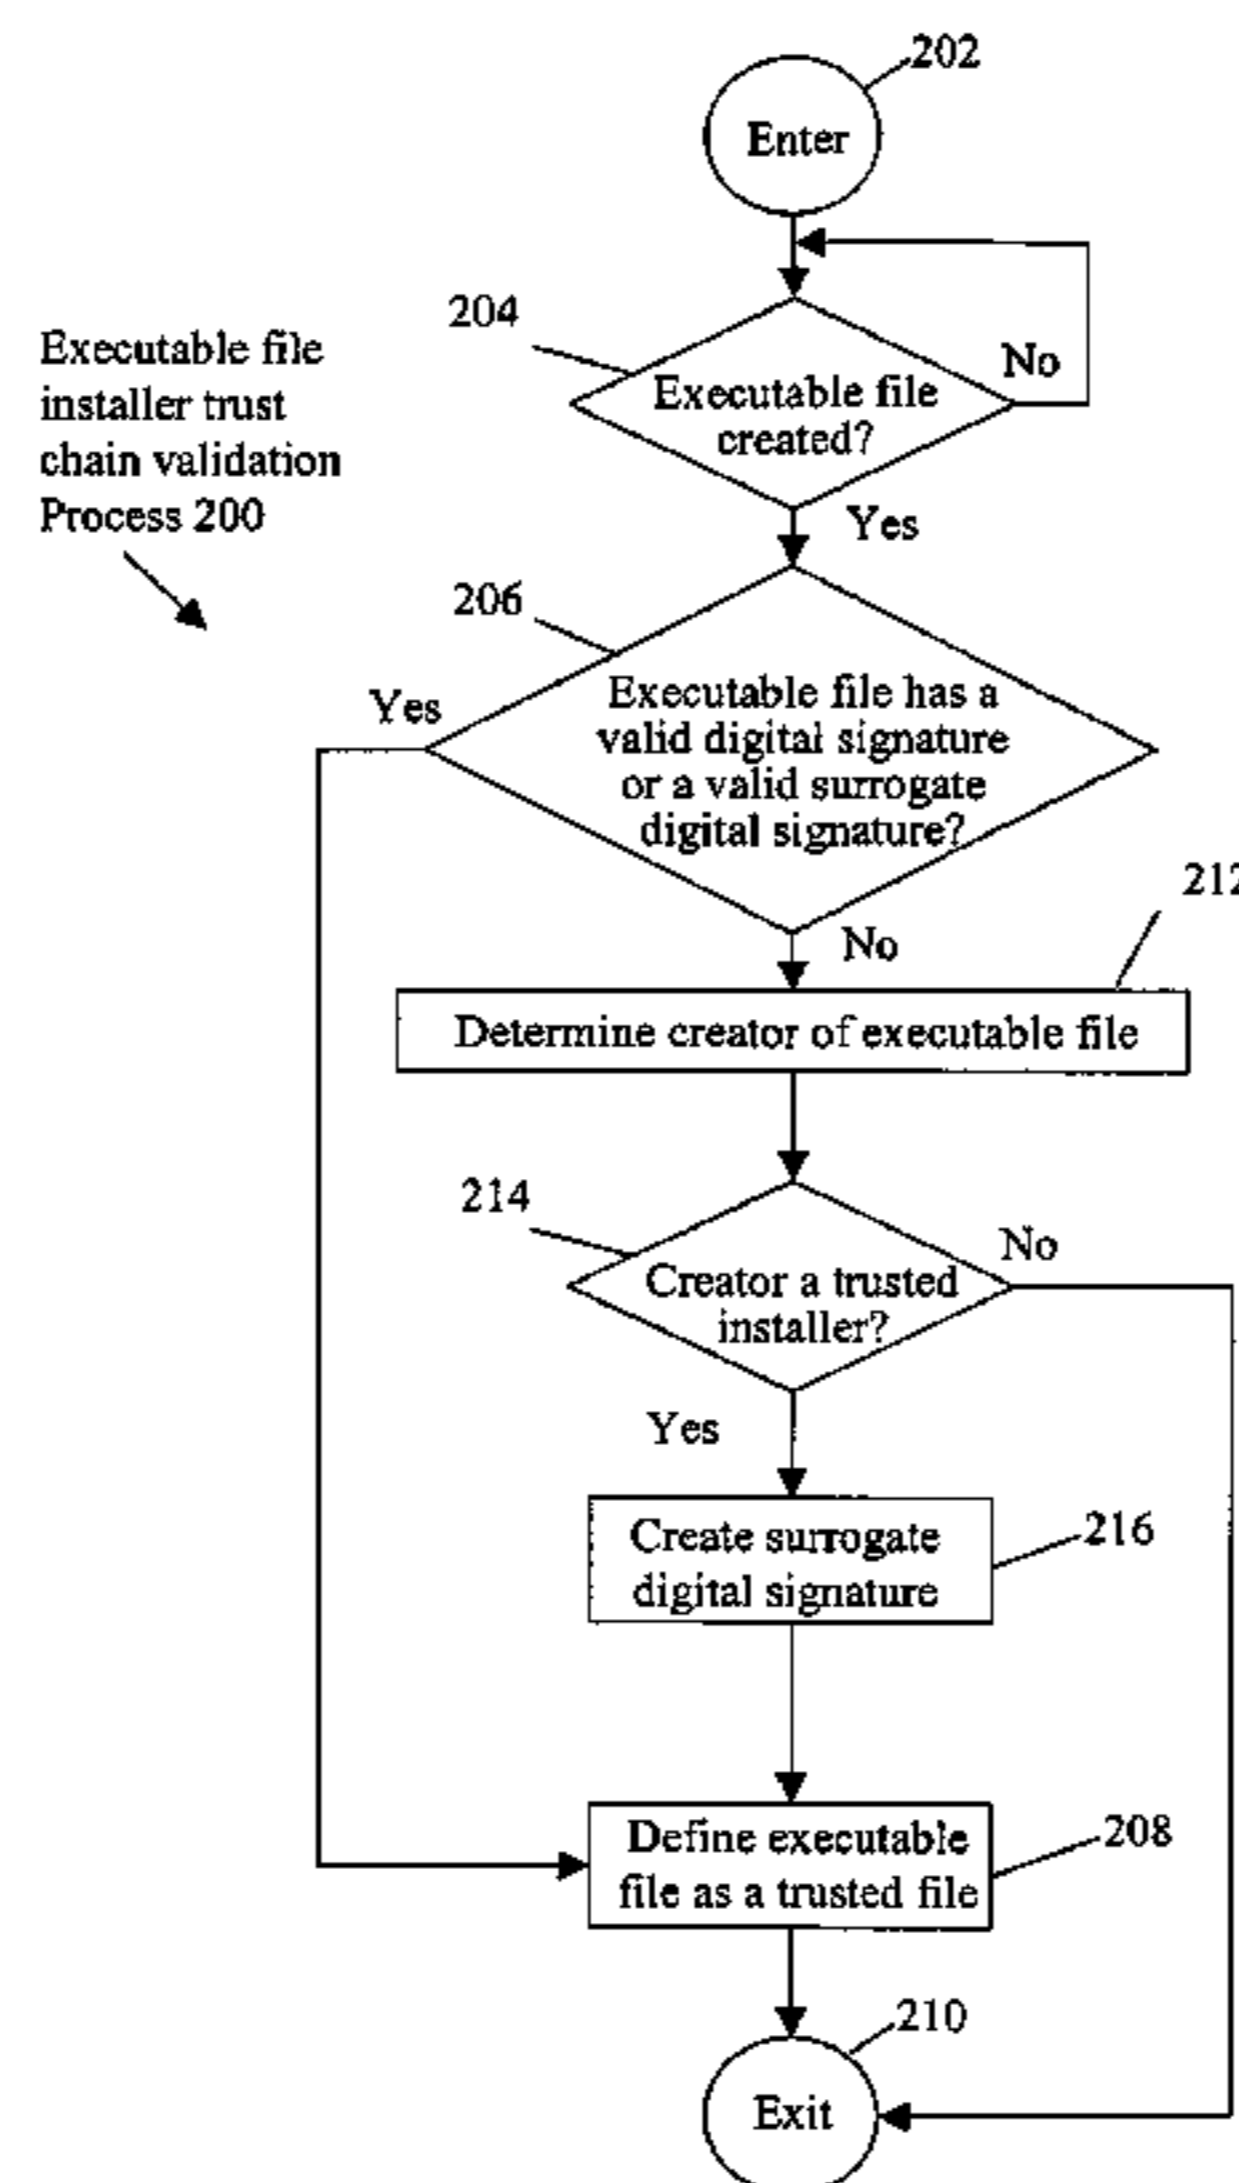 202
Enter
204
Executable file
installer trust
chain validation
Process 200
No
Executable file
created?
Yes
206
Yes
Executable file has a
valid digital signature
or a valid surrogate
digital signature?
212
No
Determine creator of executable file
214
No
Creator a trusted
installer?
Yes
Create surrogate
digital signature
216
Define executable
file as a trusted file
208
210
Exit